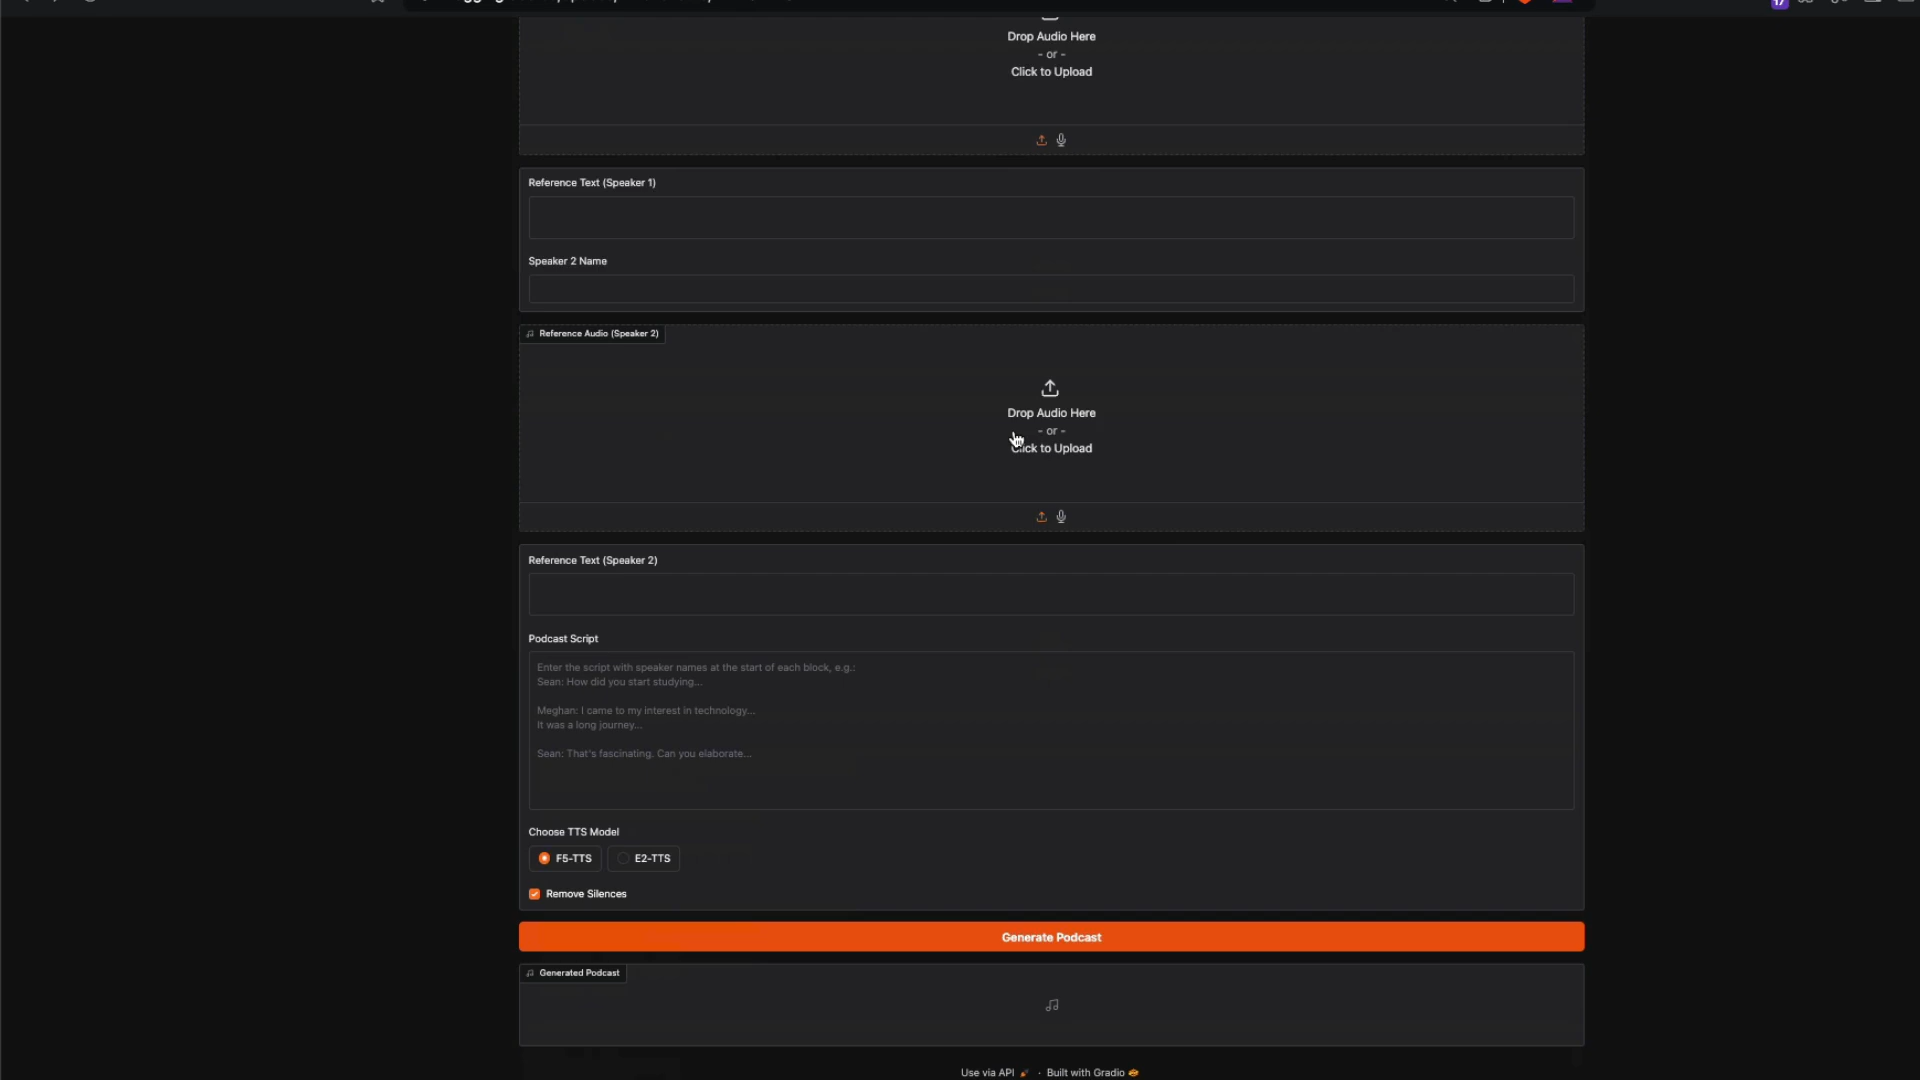 17
Drop Audio Here
- or -
Click to Upload
Reference Text (Speaker 1)
Speaker 2 Name
Reference Audio (Speaker 2)
Drop Audio Here
- or -
Click to Upload
Reference Text (Speaker 2)
Podcast Script
Enter the script with speaker names at the start of each block, e.g.:
Sean: How did you start studying...
Meghan: I came to my interest in technology...
It was a long journey...
Sean: That's fascinating. Can you elaborate...
Choose TTS Model
F5-TTS E2-TTS
Remove Silences
Generate Podcast
Generated Podcast
Use via API · Built with Gradio